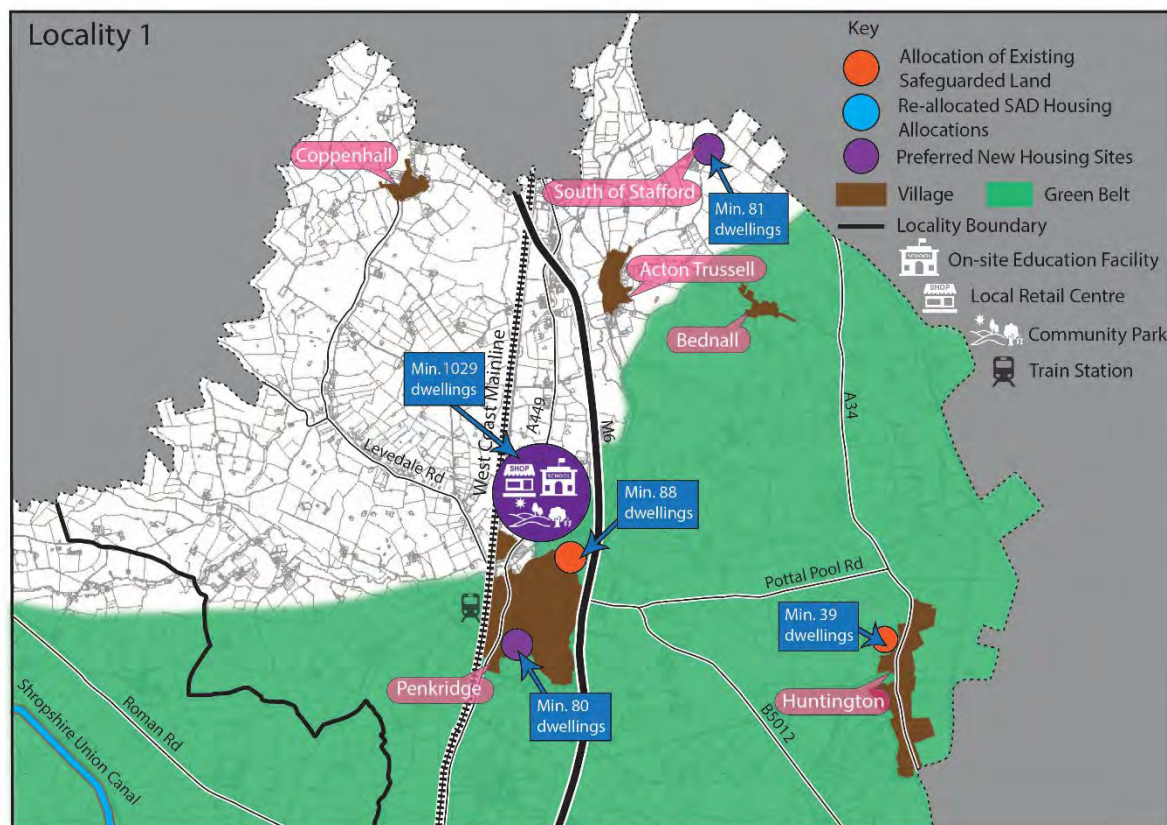 Locality 1
Key
Allocation of Existing
Safeguarded Land
Re-allocated SAD Housing
Allocations
Preferred New Housing Sites
Village
Green Belt
Locality Boundary
SCHOOL
On-site Education Facility
SHOP
Local Retail Centre
Community Park
Train Station
Coppenhall
South of Stafford
Min. 81
dwellings
Acton Trussell
Bednall
Min.1029
dwellings
West Coast Mainline
A449
M6
A34
Levedale Rd
SHOP
SCHOOL
Min. 88
dwellings
Pottal Pool Rd
Min. 39
dwellings
Penkridge
Min. 80
dwellings
Huntington
B5012
Roman Rd
Shropshire Union Canal